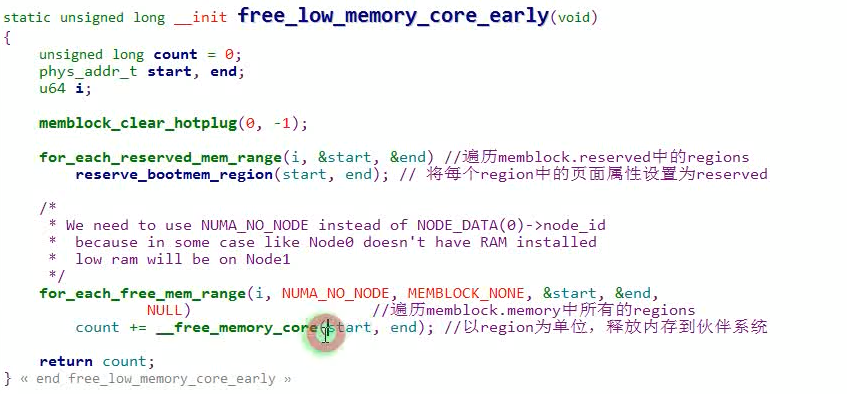 static unsigned long __init free_low_memory_core_early(void)
{
unsigned long count = 0;
phys_addr_t start, end;
u64 i;
memblock_clear_hotplug(0, -1);
for_each_reserved_mem_range(i, &start, &end) //遍历memblock.reserved中的regions
reserve_bootmem_region(start, end); // 将每个region中的页面属性设置为reserved
/*
* We need to use NUMA_NO_NODE instead of NODE_DATA(0)->node_id
*  because in some case like Node0 doesn't have RAM installed
*  low ram will be on Node1
*/
for_each_free_mem_range(i, NUMA_NO_NODE, MEMBLOCK_NONE, &start, &end,
NULL) //遍历memblock.memory中所有的regions
count += __free_memory_core(start, end); //以region为单位，释放内存到伙伴系统
return count;
} « end free_low_memory_core_early »